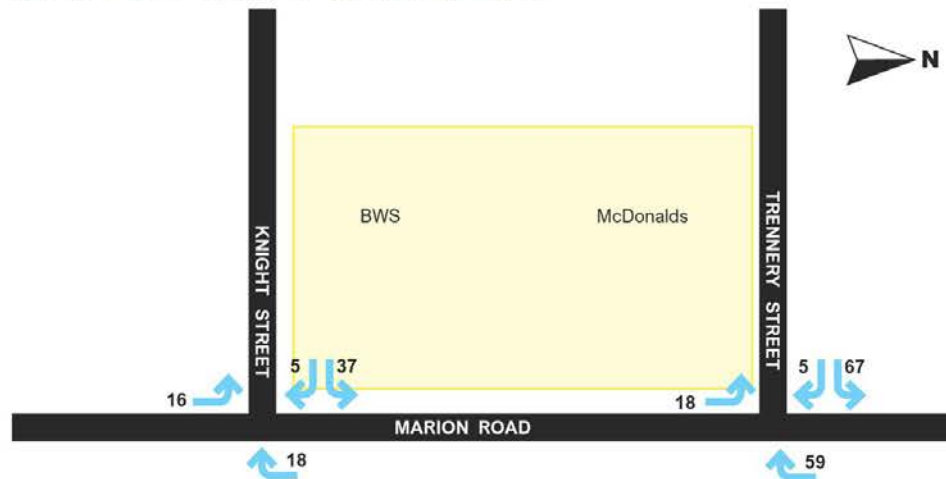 N
BWS
McDonalds
KNIGHT STREET
TRENNERY STREET
5
37
5
67
16
18
MARION ROAD
18
59